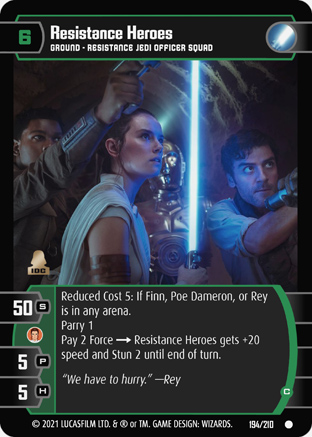 6
Resistance Heroes
GROUND - RESISTANCE JEDI OFFICER SQUAD
IDC
50 S
5 P
5 H
Reduced Cost 5: If Finn, Poe Dameron, or Rey
is in any arena.
Parry 1
Pay 2 Force → Resistance Heroes gets +20
speed and Stun 2 until end of turn.
“We have to hurry.” —Rey
C
© 2021 LUCASFILM LTD. & ® or TM. GAME DESIGN: WIZARDS.
194/210